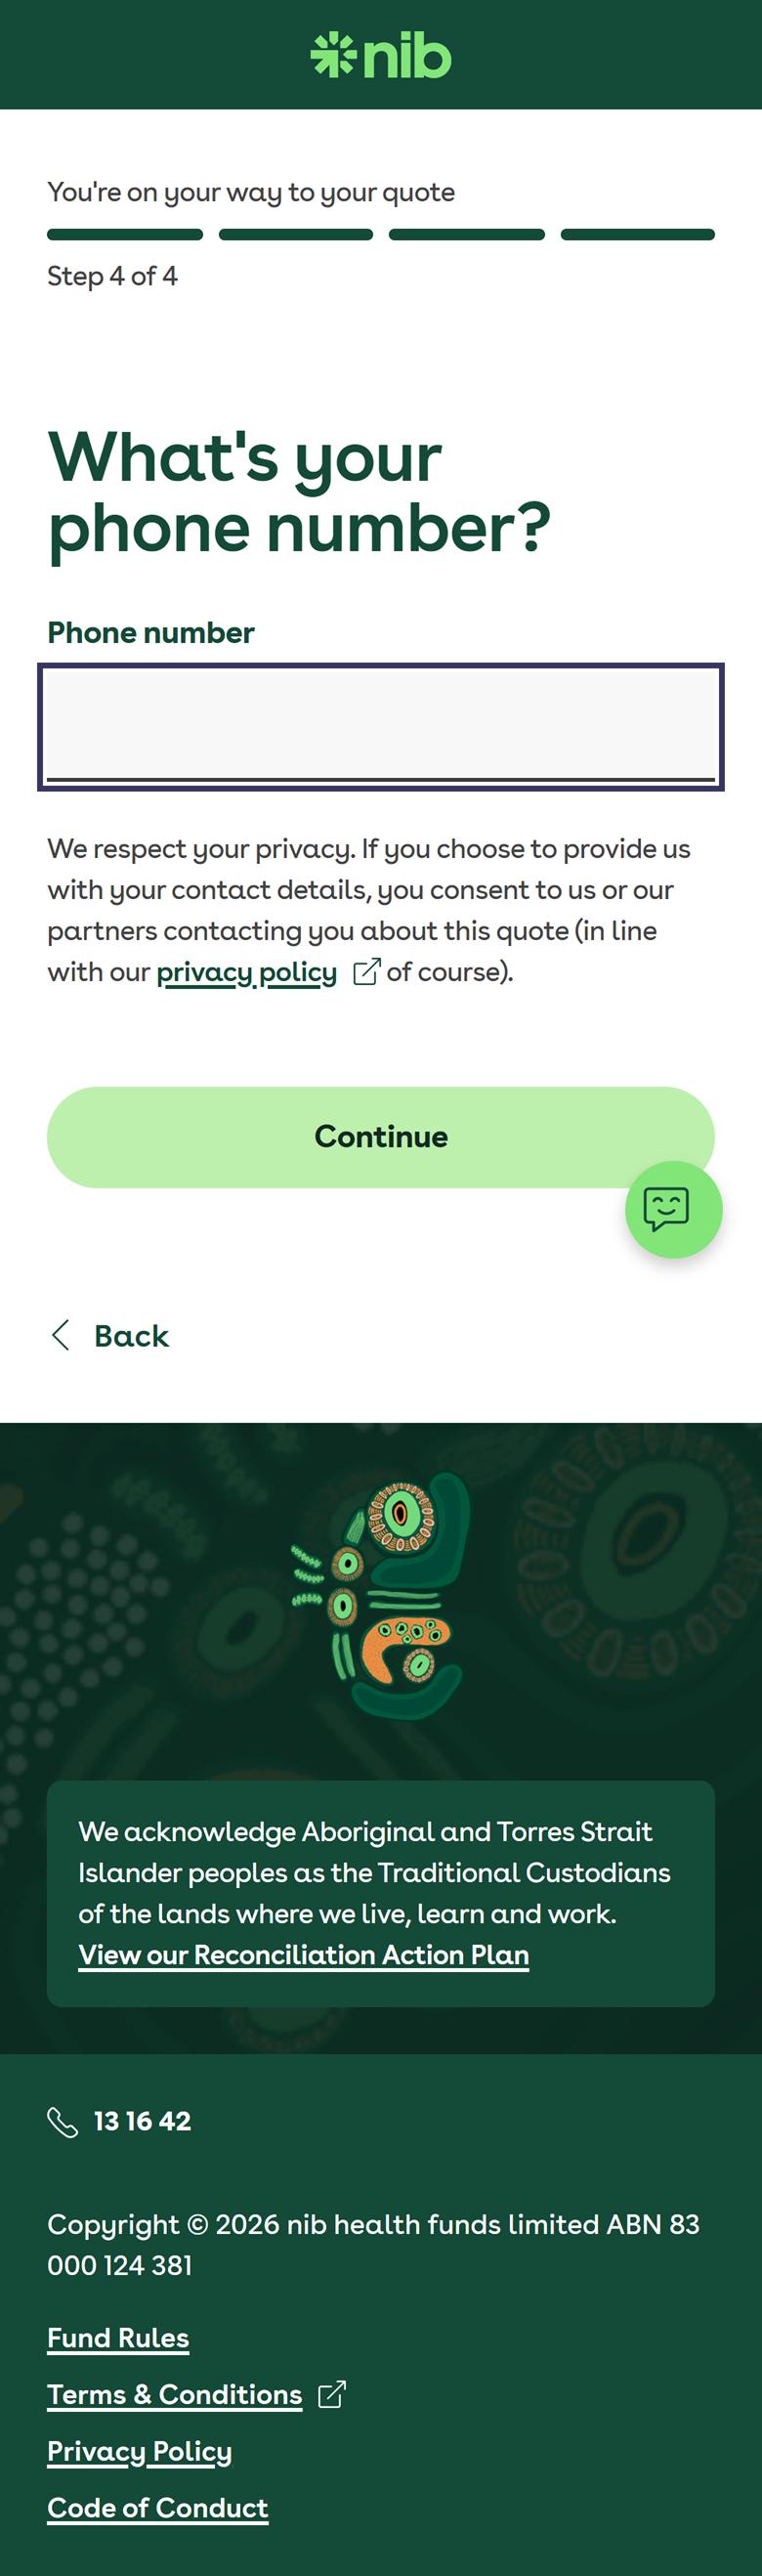 nib
You're on your way to your quote
Step 4 of 4
What's your
phone number?
Phone number
We respect your privacy. If you choose to provide us
with your contact details, you consent to us or our
partners contacting you about this quote (in line
with our privacy policy of course).
Continue
Back
We acknowledge Aboriginal and Torres Strait
Islander peoples as the Traditional Custodians
of the lands where we live, learn and work.
View our Reconciliation Action Plan
13 16 42
Copyright © 2026 nib health funds limited ABN 83
000 124 381
Fund Rules
Terms & Conditions
Privacy Policy
Code of Conduct